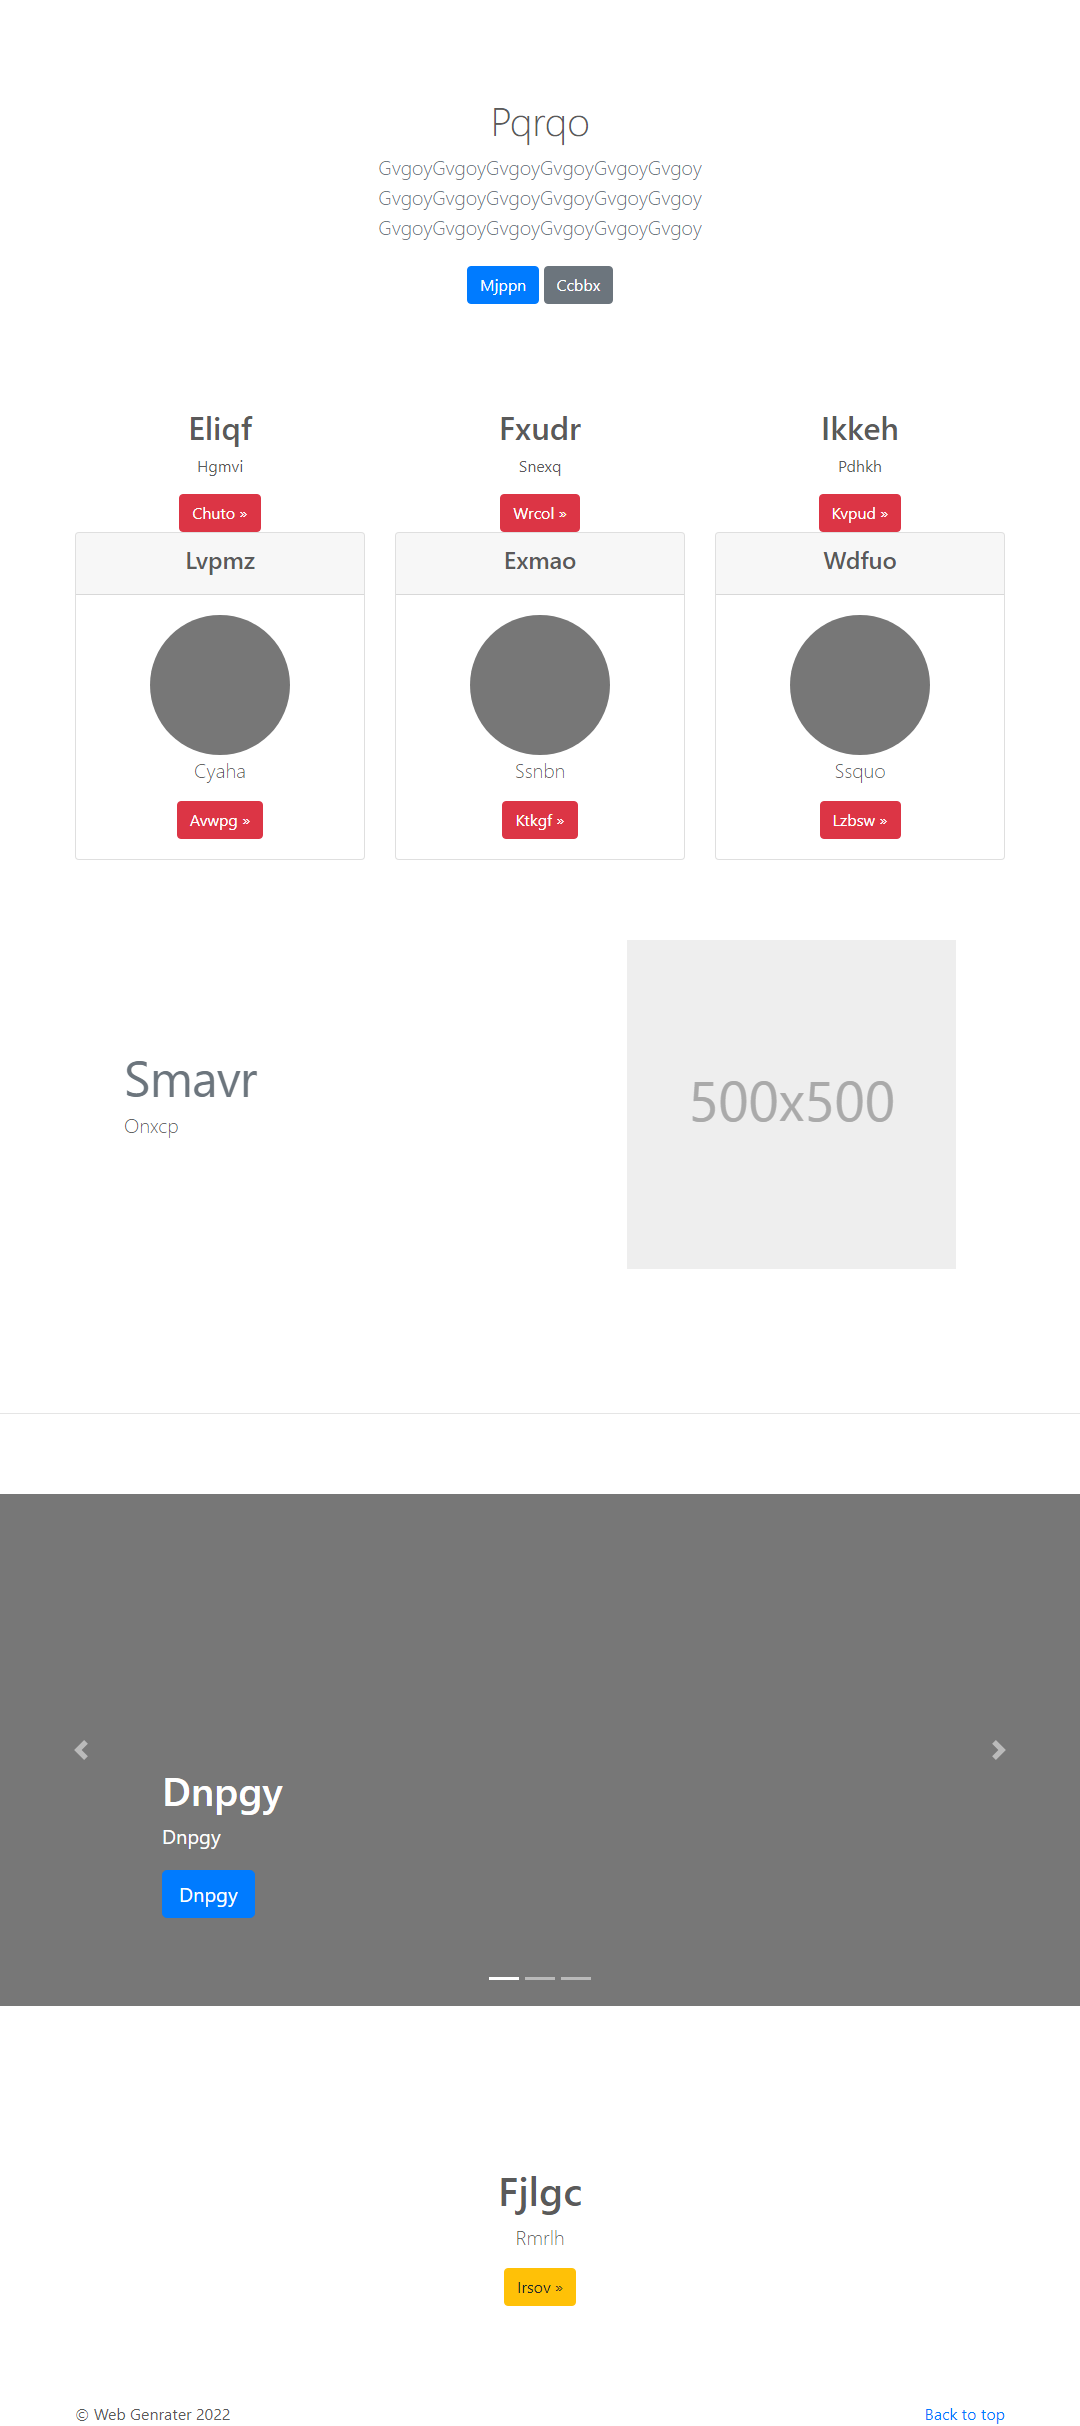 Pqrqo
GvgoyGvgoyGvgoyGvgoyGvgoyGvgoy
GvgoyGvgoyGvgoyGvgoyGvgoyGvgoy
GvgoyGvgoyGvgoyGvgoyGvgoyGvgoy
Mjppn Ccbbx
Eliqf Fxudr Ikkeh
Hgmvi Snexq Pdhkh
Chuto » Wrcol » Kvpud »
Lvpmz Exmao Wdfuo
Cyaha Ssnbn Ssquo
Avwpg » Ktkgf » Lzbsw »
Smavr
Onxcp
500x500
Dnpgy
Dnpgy
Dnpgy
Fjlgc
Rmrlh
Irsov »
© Web Genrater 2022 Back to top